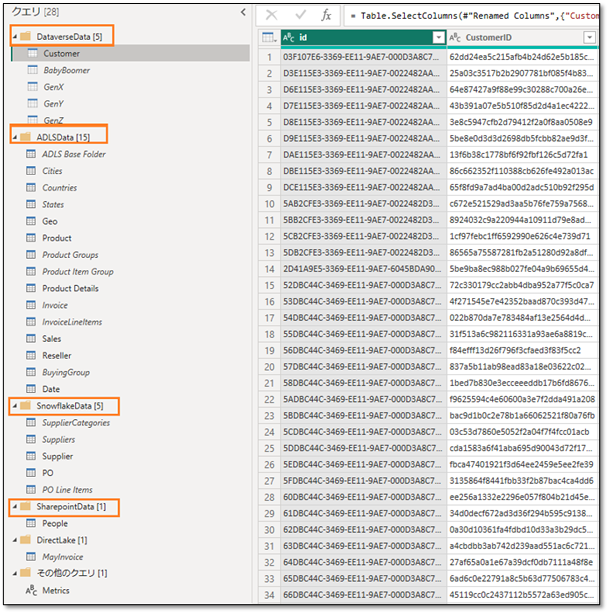 クエリ [28]
DataverseData [5]
Customer
BabyBoomer
GenX
GenY
GenZ
ADLSData [15]
ADLS Base Folder
Cities
Countries
States
Geo
Product
Product Groups
Product Item Group
Product Details
Invoice
InvoiceLineItems
Sales
Reseller
BuyingGroup
Date
SnowflakeData [5]
SupplierCategories
Suppliers
Supplier
PO
PO Line Items
SharepointData [1]
People
DirectLake [1]
MayInvoice
その他のクエリ [1]
Metrics
fx = Table.SelectColumns(#"Renamed Columns",{"Custom
id CustomerID
1 03F107E6-3369-EE11-9AE7-000D3A8C7... 62dd24ea5c215afb4b24d62e5b185c...
2 D3E115E3-3369-EE11-9AE7-0022482AA... 25a03c3517b2b2907781bf085f4b83...
3 D6E115E3-3369-EE11-9AE7-0022482AA... 64e87427a9f88e99c30288c700a26e...
4 D7E115E3-3369-EE11-9AE7-0022482AA... 43b391a07e5b510f85d2d4a1ec4222...
5 D8E115E3-3369-EE11-9AE7-0022482AA... 3e8c5947cfb2d79412f2a0f8aa0508e9
6 D9E115E3-3369-EE11-9AE7-0022482AA... 5be8e0d3d3d2698db5fcbb82ae9d3f...
7 DAE115E3-3369-EE11-9AE7-0022482AA... 13f6b38c1778bf6f92fbf126c5d72fa1
8 DBE115E3-3369-EE11-9AE7-0022482AA... 86c662352f110388cb626fe492a013ac
9 DCE115E3-3369-EE11-9AE7-0022482AA... 65f8fd9a7ad4ba00d2adc510b92f295d
10 5AB2CFE3-3369-EE11-9AE7-0022482D3... c672e521529ad3aa5b76fe759a7568...
11 5BB2CFE3-3369-EE11-9AE7-0022482D3... 8924032c9a220944a10911d79e8ad...
12 5CB2CFE3-3369-EE11-9AE7-0022482D3... 1cf97febc1ff6592990e626c4e739d71
13 5DB2CFE3-3369-EE11-9AE7-0022482D3... 86565a75587281fb2a51280d92a8df...
14 2D41A9E5-3369-EE11-9AE7-6045BDA90... 5be9ba8ec988b027fe04a9b69655d4...
15 52DBC44C-3469-EE11-9AE7-000D3A8C7... 72c330179cc2abb4dba952a77f5c0ca7
16 53DBC44C-3469-EE11-9AE7-000D3A8C7... 4f271545e7e42352baad870c393d47...
17 54DBC44C-3469-EE11-9AE7-000D3A8C7... 022b870da7e783484af13e2564d4d...
18 55DBC44C-3469-EE11-9AE7-000D3A8C7... 31f513a6c982116331a93ae6a8819c...
19 56DBC44C-3469-EE11-9AE7-000D3A8C7... f84efff13d26f796f3cfaed3f83f5cc2
20 57DBC44C-3469-EE11-9AE7-000D3A8C7... 837a5b11ab98ead83a18e03622c02...
21 58DBC44C-3469-EE11-9AE7-000D3A8C7... 1bed7b830e3ecceeeddb17b6fd8676...
22 5ADBC44C-3469-EE11-9AE7-000D3A8C7... f9625594c4e60600a3e7f2dda491a208
23 5BDBC44C-3469-EE11-9AE7-000D3A8C7... bac9d1b0c2e78b1a66062521f80a76fb
24 5CDBC44C-3469-EE11-9AE7-000D3A8C7... 03c53d7860e5052f2a04f7f4fcc01acb
25 5DDBC44C-3469-EE11-9AE7-000D3A8C7... cda1583a6f41aba695d90043d72f17...
26 5EDBC44C-3469-EE11-9AE7-000D3A8C7... fbca47401921f3d64ee2459e5ee2fe39
27 5FDBC44C-3469-EE11-9AE7-000D3A8C7... 3135864f8441fbb33f2b87bac4ca4dd6
28 60DBC44C-3469-EE11-9AE7-000D3A8C7... ee256a1332e2296e057f804b21d45e...
29 61DBC44C-3469-EE11-9AE7-000D3A8C7... 34d0decf672ad3d36f294b595c9138...
30 62DBC44C-3469-EE11-9AE7-000D3A8C7... 0a30d10361fa4fdbd10d33a3b29dc5...
31 63DBC44C-3469-EE11-9AE7-000D3A8C7... a4cbdbb3ab742d239aad551ac6c721...
32 64DBC44C-3469-EE11-9AE7-000D3A8C7... 27af65a0a1e67a39cdf0db7111a48f8e
33 65DBC44C-3469-EE11-9AE7-000D3A8C7... 6ad6c0e22791a8c5b63d77506783c4...
34 66DBC44C-3469-EE11-9AE7-000D3A8C7... 45119cc0c2437112b5572a63ed905c...